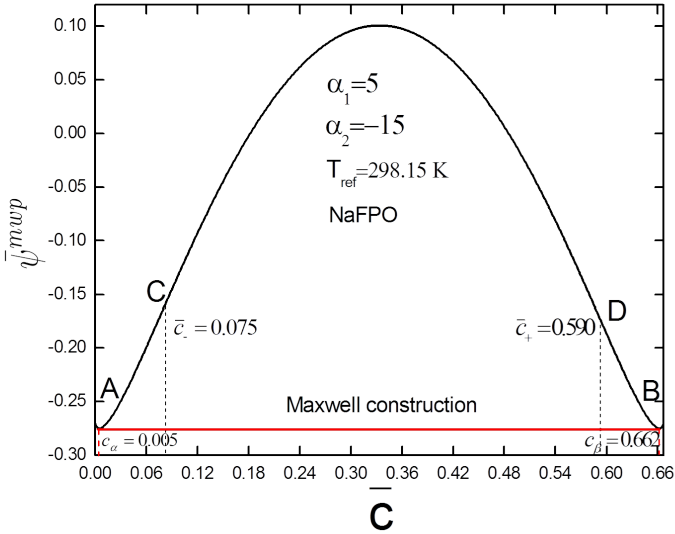 0.10
0.05
0.00
-0.05
-0.10
-0.15
-0.20
-0.25
-0.30
ψ̄ᵐʷᵖ
α₁=5
α₂=−15
T_ref=298.15 K
NaFPO
C
D
c̄₋ = 0.075
c̄₊ =0.590
A
B
Maxwell construction
c_α = 0.005
c_β =0.662
0.00 0.06 0.12 0.18 0.24 0.30 0.36 0.42 0.48 0.54 0.60 0.66
c̄